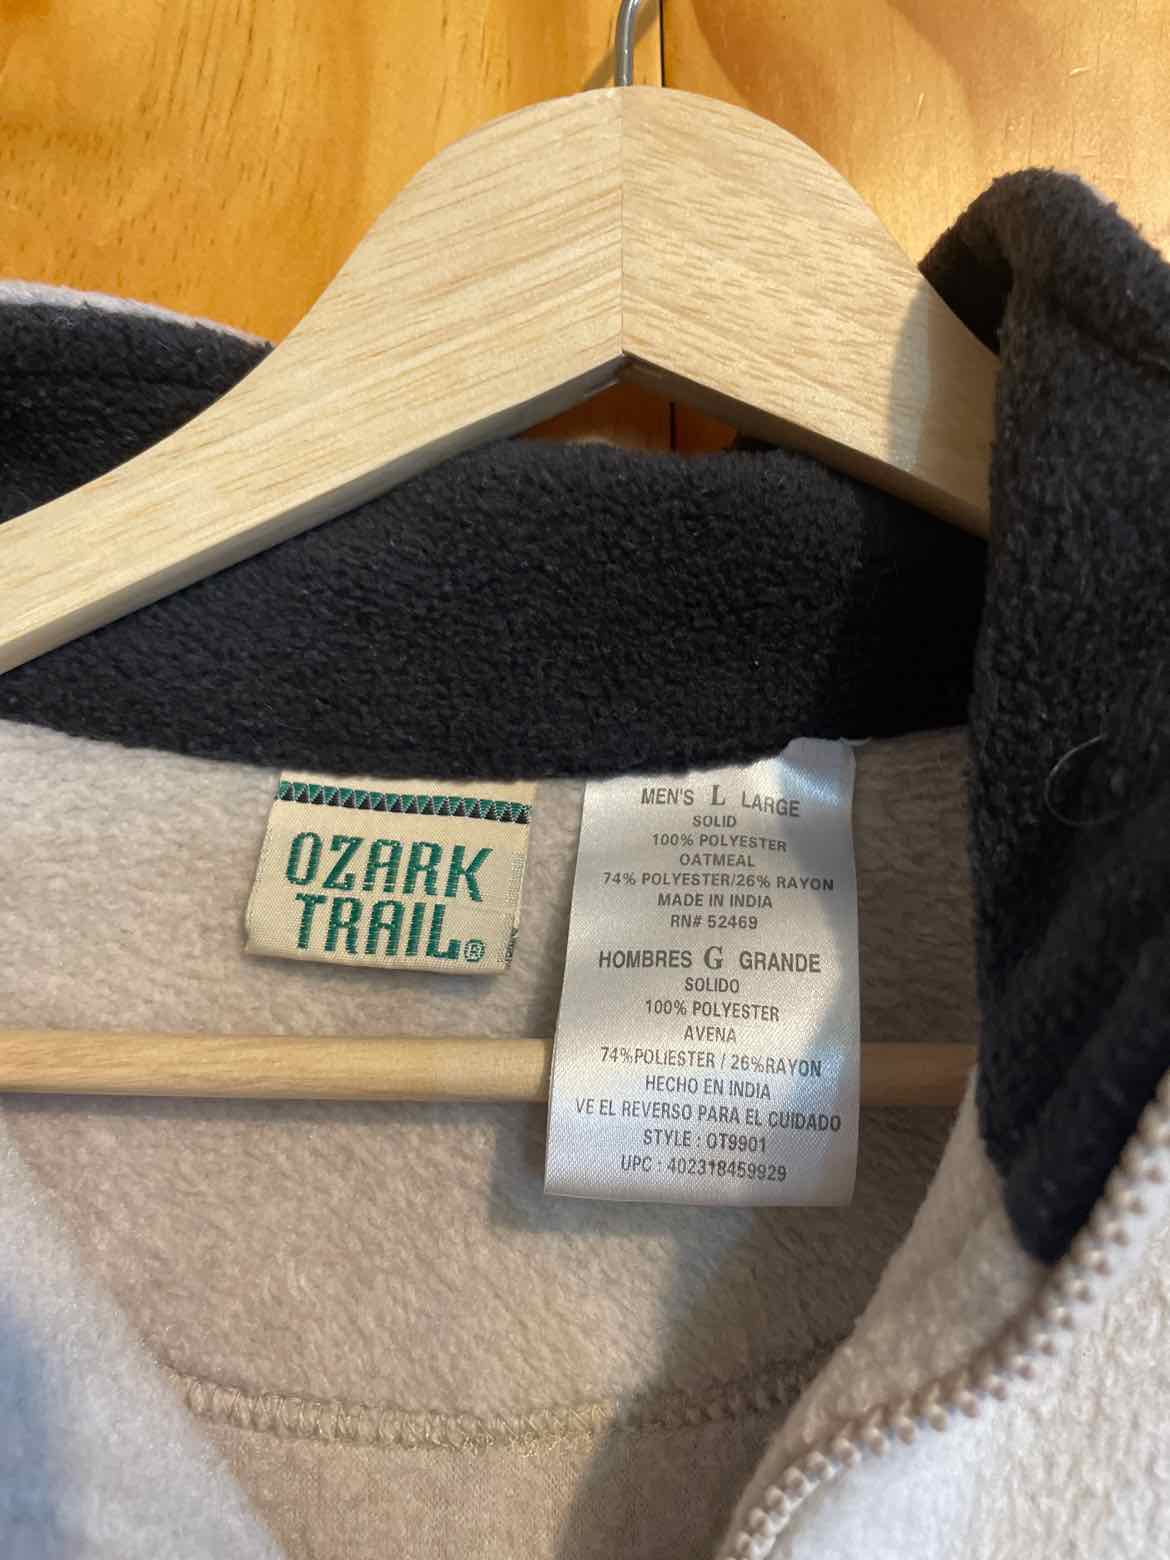 OZARK
TRAIL®
MEN'S L LARGE
SOLID
100% POLYESTER
OATMEAL
74% POLYESTER/26% RAYON
MADE IN INDIA
RN# 52469
HOMBRES G GRANDE
SOLIDO
100% POLYESTER
AVENA
74%POLIESTER / 26%RAYON
HECHO EN INDIA
VE EL REVERSO PARA EL CUIDADO
STYLE : OT9901
UPC : 402318459929